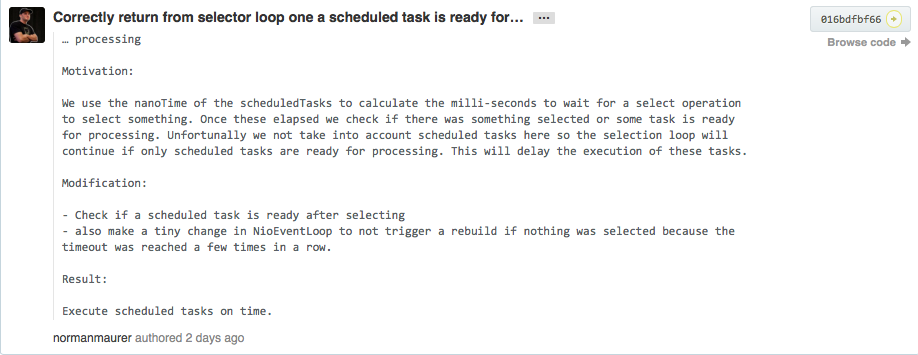 Correctly return from selector loop one a scheduled task is ready for…
016bdfbf66
… processing
Browse code
Motivation:
We use the nanoTime of the scheduledTasks to calculate the milli-seconds to wait for a select operation
to select something. Once these elapsed we check if there was something selected or some task is ready
for processing. Unfortunally we not take into account scheduled tasks here so the selection loop will
continue if only scheduled tasks are ready for processing. This will delay the execution of these tasks.
Modification:
- Check if a scheduled task is ready after selecting
- also make a tiny change in NioEventLoop to not trigger a rebuild if nothing was selected because the
timeout was reached a few times in a row.
Result:
Execute scheduled tasks on time.
normanmaurer authored 2 days ago